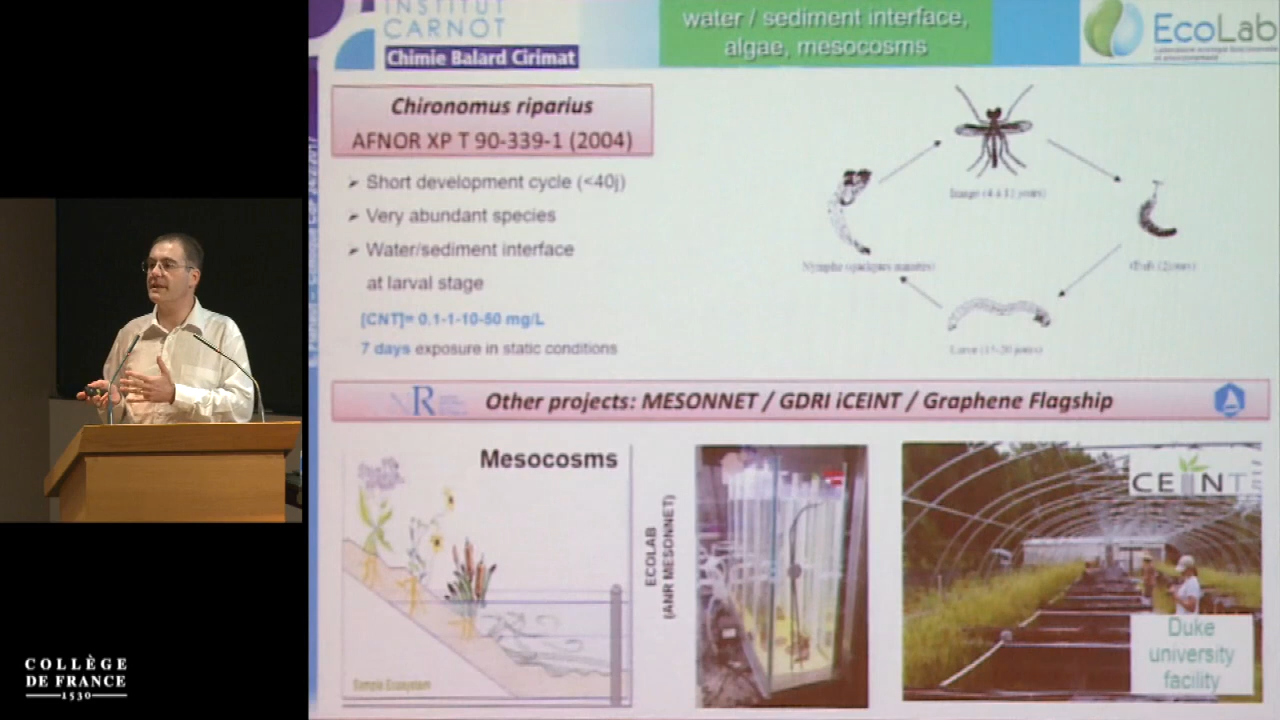 INSTITUT
CARNOT
Chimie Balard Cirimat
water / sediment interface,
algae, mesocosms
EcoLab
Chironomus riparius
AFNOR XP T 90-339-1 (2004)
➢ Short development cycle (<40j)
➢ Very abundant species
➢ Water/sediment interface
at larval stage
[CNT]= 0.1-1-10-50 mg/L
7 days exposure in static conditions
Other projects: MESONNET / GDRI iCEINT / Graphene Flagship
Mesocosms
ECOLAB
(ANR MESONNET)
CEINT
Duke
university
facility
COLLÈGE
DE FRANCE
1530